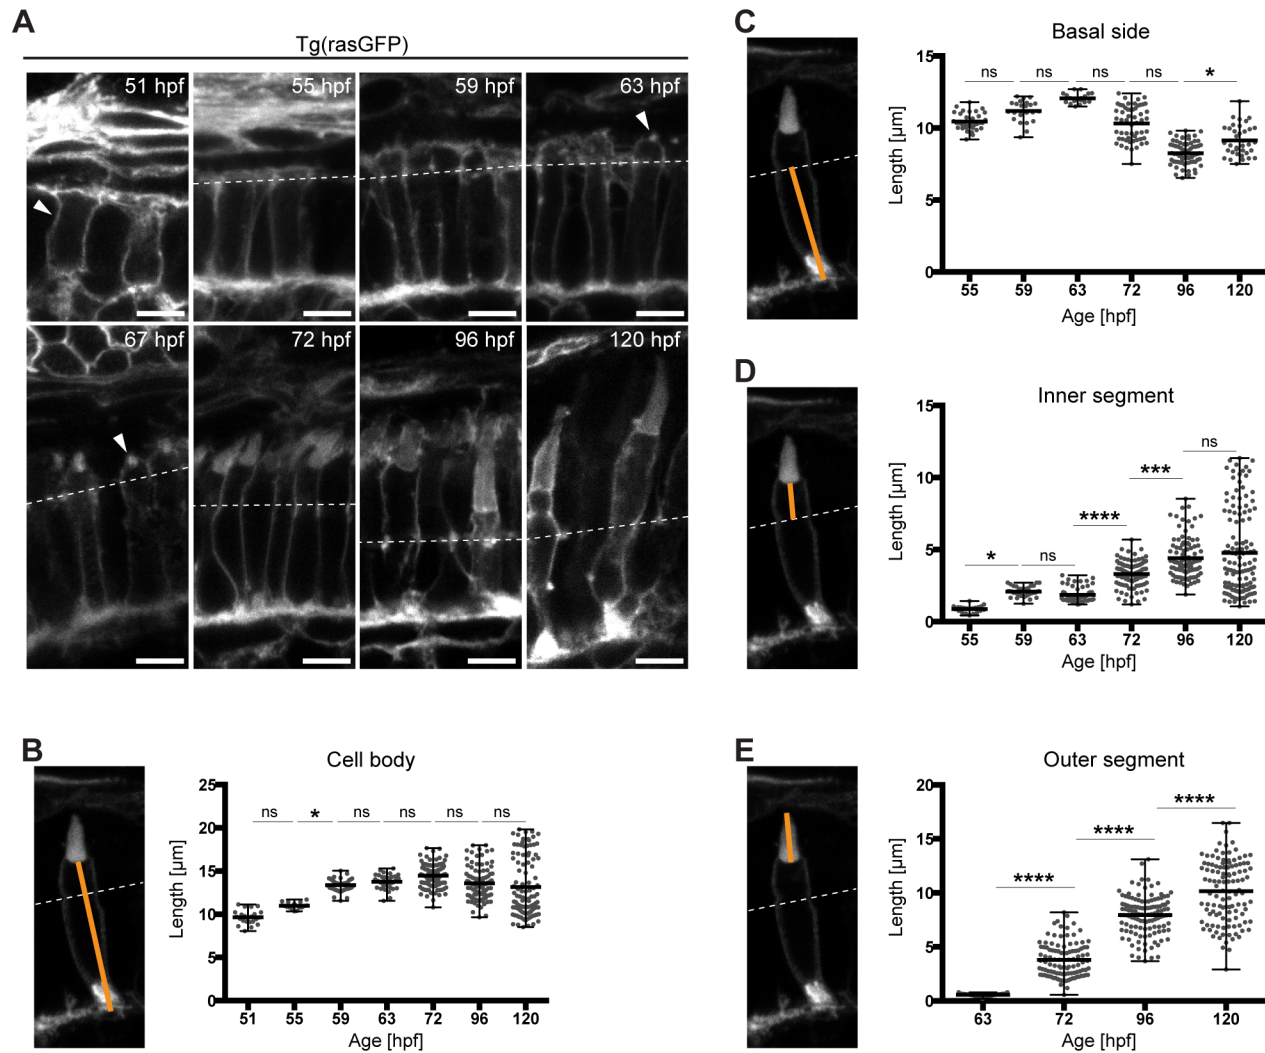 A
Tg(rasGFP)
51 hpf
55 hpf
59 hpf
63 hpf
67 hpf
72 hpf
96 hpf
120 hpf
B
Cell body
Length [µm]
25
20
15
10
5
0
ns
*
ns
ns
ns
ns
51 55 59 63 72 96 120
Age [hpf]
C
Basal side
Length [µm]
15
10
5
0
ns
ns
ns
ns
*
55 59 63 72 96 120
Age [hpf]
D
Inner segment
Length [µm]
15
10
5
0
*
ns
****
***
ns
55 59 63 72 96 120
Age [hpf]
E
Outer segment
Length [µm]
20
15
10
5
0
****
****
****
63 72 96 120
Age [hpf]